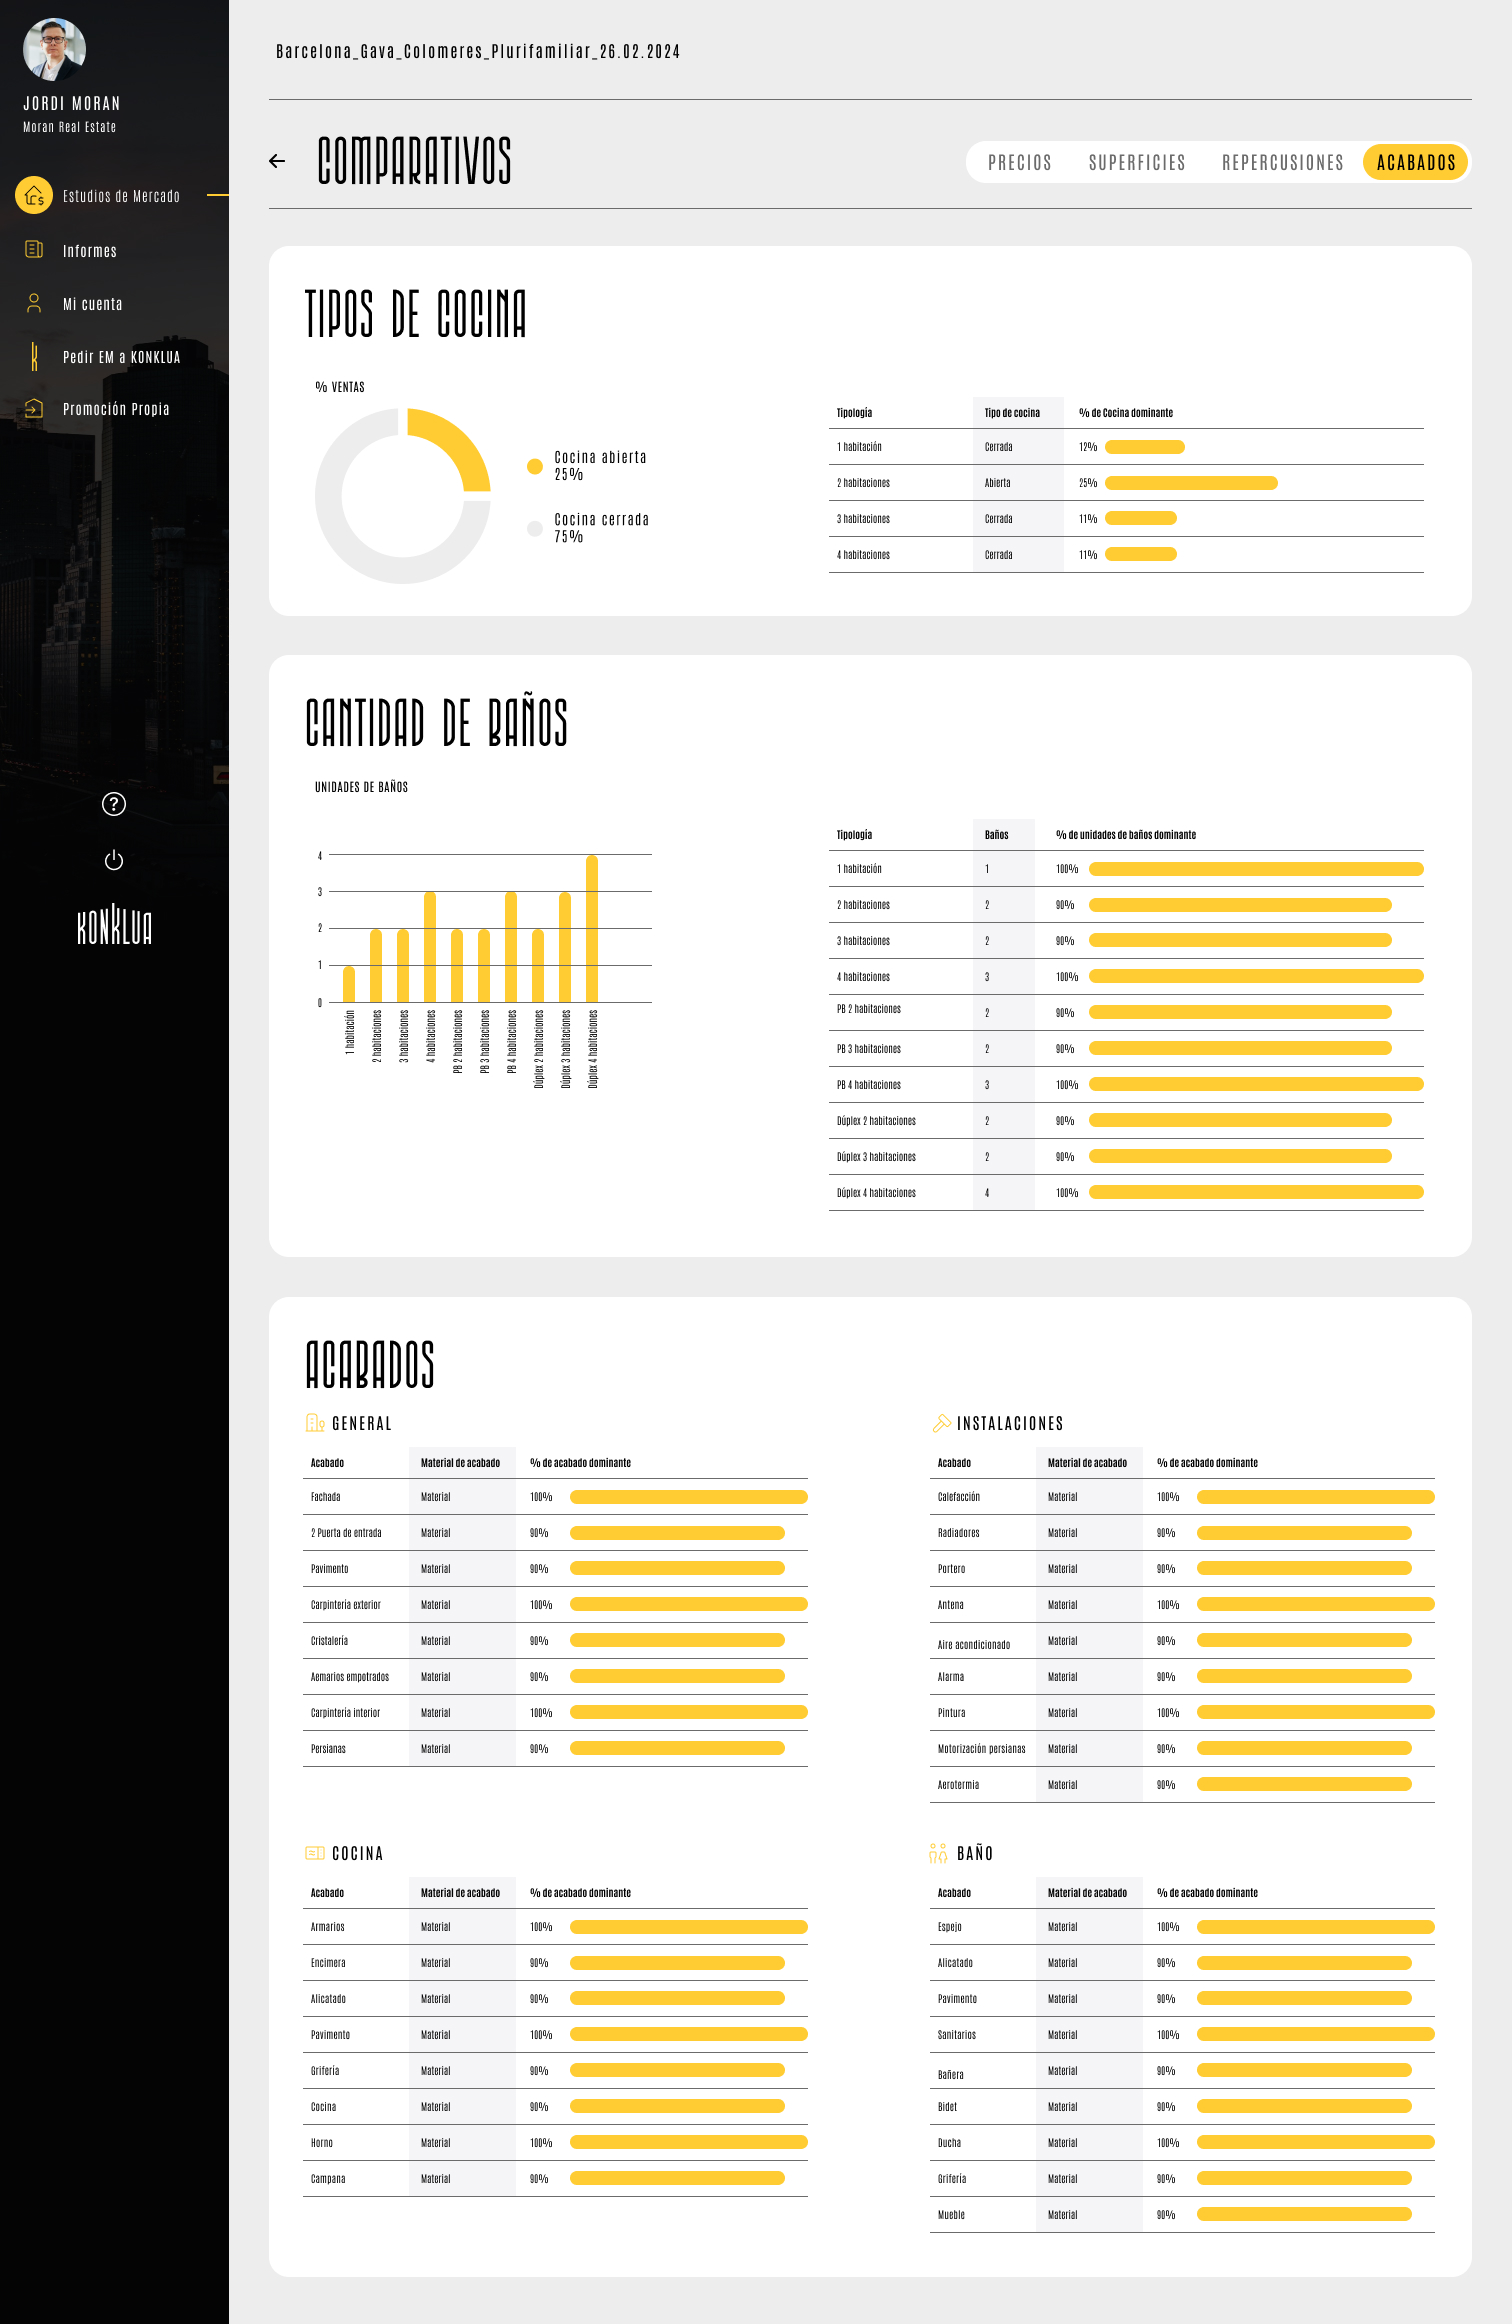 JORDI MORAN
Moran Real Estate
Estudios de Mercado
Informes
Mi cuenta
Pedir EM a KONKLUA
Promoción Propia
?
KONKLUA
Barcelona_Gava_Colomeres_Plurifamiliar_26.02.2024
COMPARATIVOS
PRECIOS SUPERFICIES REPERCUSIONES ACABADOS
TIPOS DE COCINA
% VENTAS
Cocina abierta
25%
Cocina cerrada
75%
Tipología Tipo de cocina % de Cocina dominante
1 habitación Cerrada 12%
2 habitaciones Abierta 25%
3 habitaciones Cerrada 11%
4 habitaciones Cerrada 11%
CANTIDAD DE BAÑOS
UNIDADES DE BAÑOS
4
3
2
1
0
1 habitación
2 habitaciones
3 habitaciones
4 habitaciones
PB 2 habitaciones
PB 3 habitaciones
PB 4 habitaciones
Dúplex 2 habitaciones
Dúplex 3 habitaciones
Dúplex 4 habitaciones
Tipología Baños % de unidades de baños dominante
1 habitación 1 100%
2 habitaciones 2 90%
3 habitaciones 2 90%
4 habitaciones 3 100%
PB 2 habitaciones 2 90%
PB 3 habitaciones 2 90%
PB 4 habitaciones 3 100%
Dúplex 2 habitaciones 2 90%
Dúplex 3 habitaciones 2 90%
Dúplex 4 habitaciones 4 100%
ACABADOS
GENERAL
Acabado Material de acabado % de acabado dominante
Fachada Material 100%
2 Puerta de entrada Material 90%
Pavimento Material 90%
Carpintería exterior Material 100%
Cristalería Material 90%
Aemarios empotrados Material 90%
Carpintería interior Material 100%
Persianas Material 90%
INSTALACIONES
Acabado Material de acabado % de acabado dominante
Calefacción Material 100%
Radiadores Material 90%
Portero Material 90%
Antena Material 100%
Aire acondicionado Material 90%
Alarma Material 90%
Pintura Material 100%
Motorización persianas Material 90%
Aerotermia Material 90%
COCINA
Acabado Material de acabado % de acabado dominante
Armarios Material 100%
Encimera Material 90%
Alicatado Material 90%
Pavimento Material 100%
Grifería Material 90%
Cocina Material 90%
Horno Material 100%
Campana Material 90%
BAÑO
Acabado Material de acabado % de acabado dominante
Espejo Material 100%
Alicatado Material 90%
Pavimento Material 90%
Sanitarios Material 100%
Bañera Material 90%
Bidet Material 90%
Ducha Material 100%
Grifería Material 90%
Mueble Material 90%